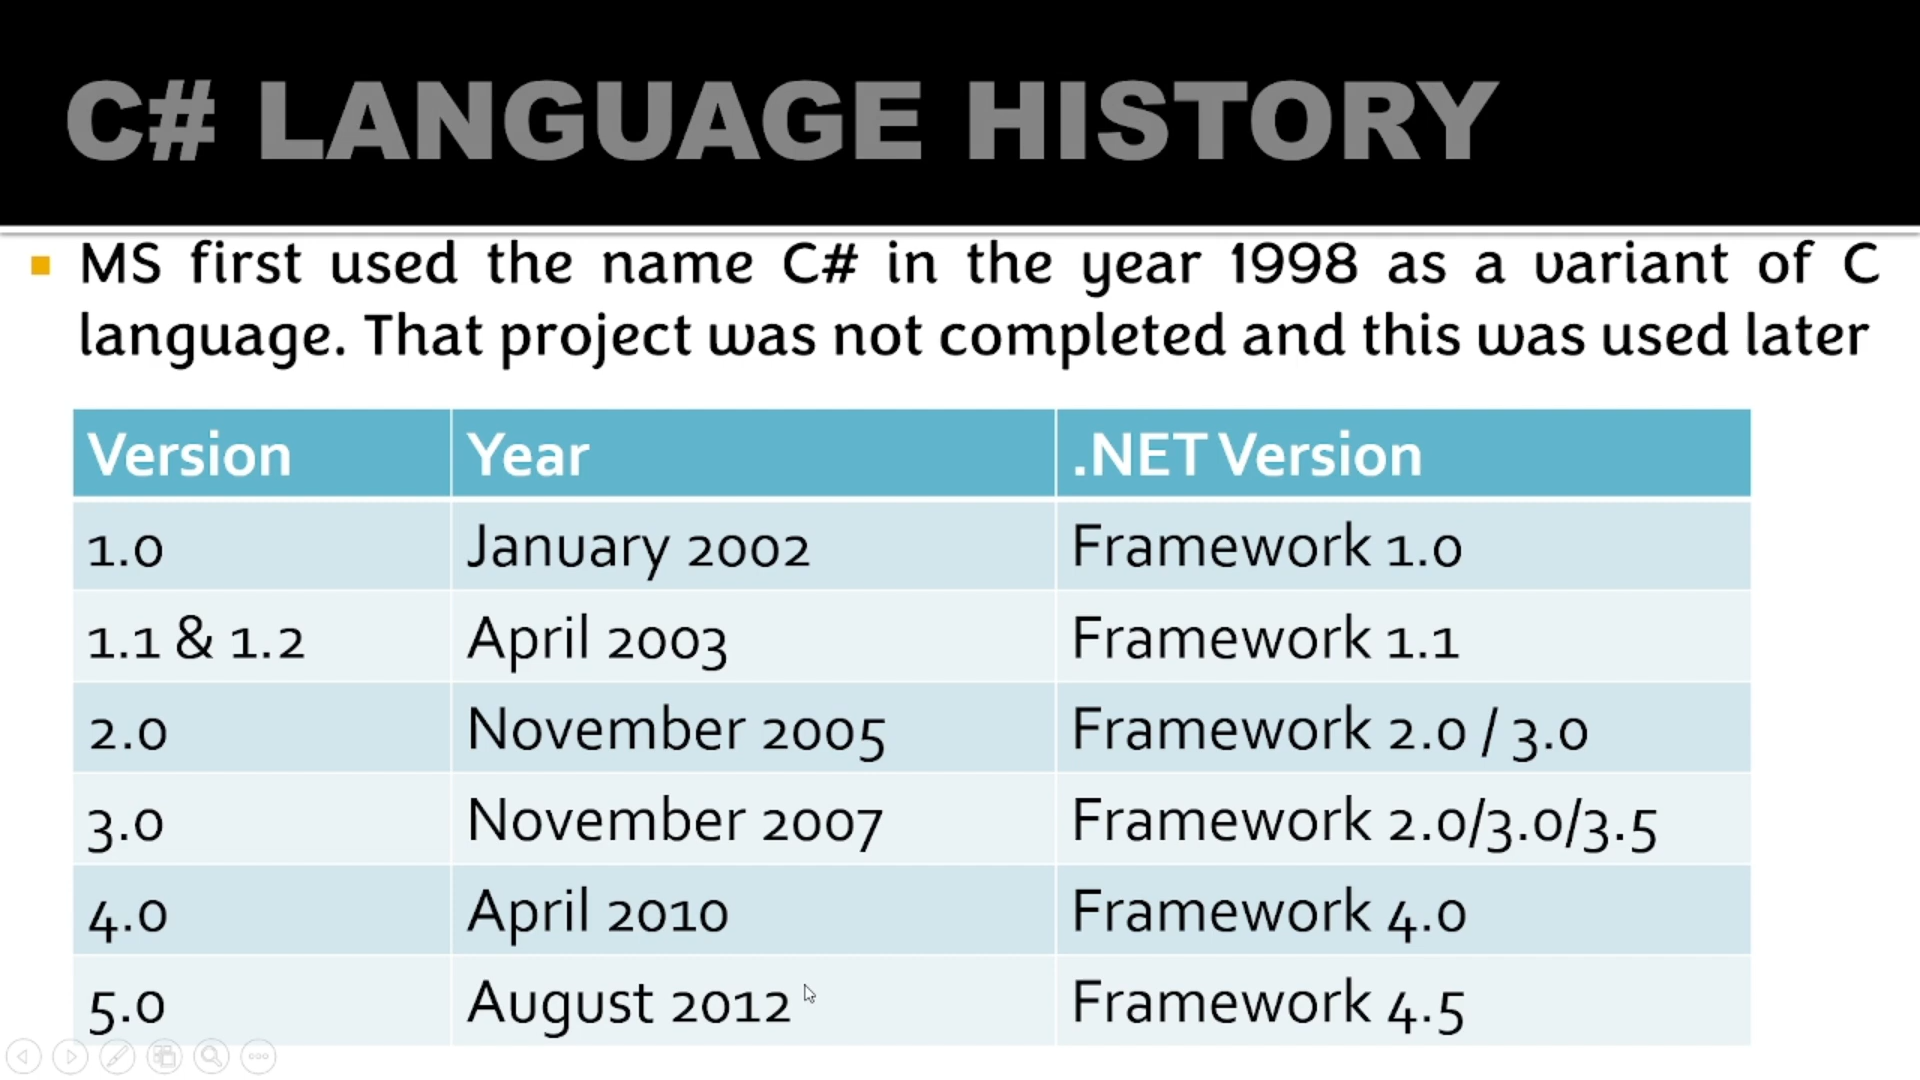 C# LANGUAGE HISTORY
MS first used the name C# in the year 1998 as a variant of C
language. That project was not completed and this was used later
Version Year .NET Version
1.0 January 2002 Framework 1.0
1.1 & 1.2 April 2003 Framework 1.1
2.0 November 2005 Framework 2.0 / 3.0
3.0 November 2007 Framework 2.0/3.0/3.5
4.0 April 2010 Framework 4.0
5.0 August 2012 Framework 4.5